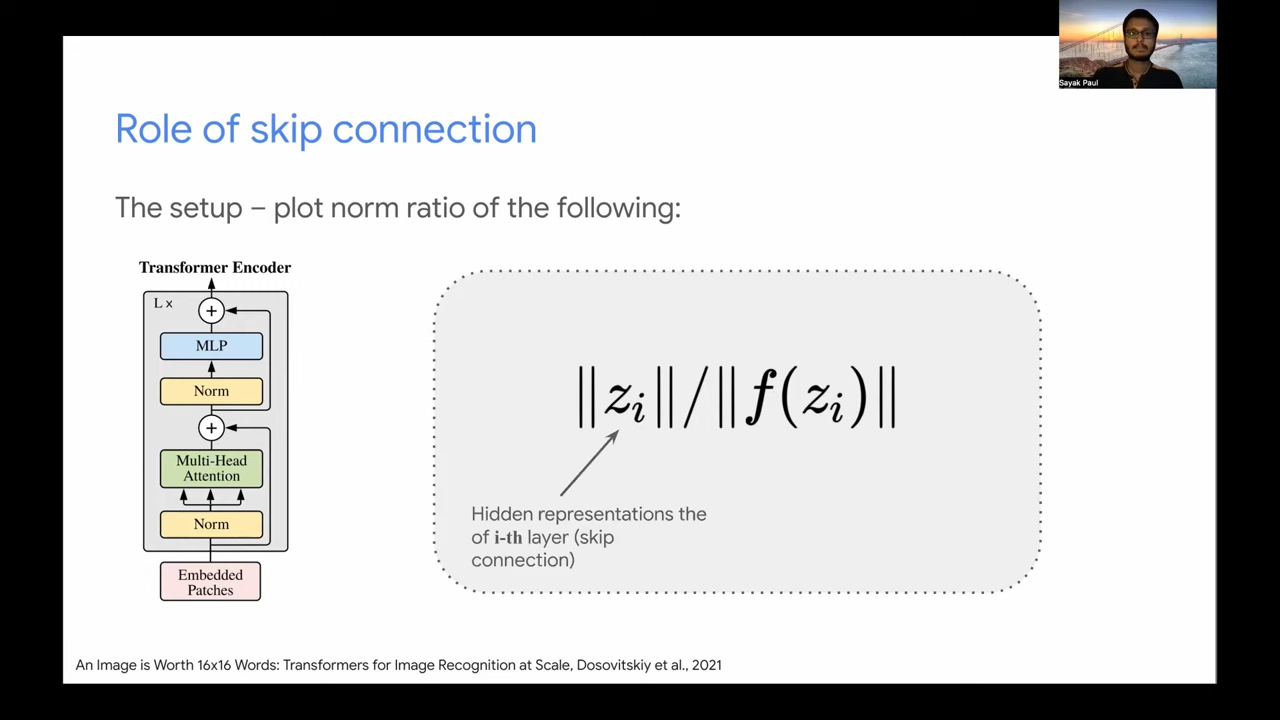 Sayak Paul
Role of skip connection
The setup – plot norm ratio of the following:
Transformer Encoder
L x
+
MLP
Norm
+
Multi-Head
Attention
Norm
Embedded
Patches
‖z_i‖/‖f(z_i)‖
Hidden representations the
of i-th layer (skip
connection)
An Image is Worth 16x16 Words: Transformers for Image Recognition at Scale, Dosovitskiy et al., 2021